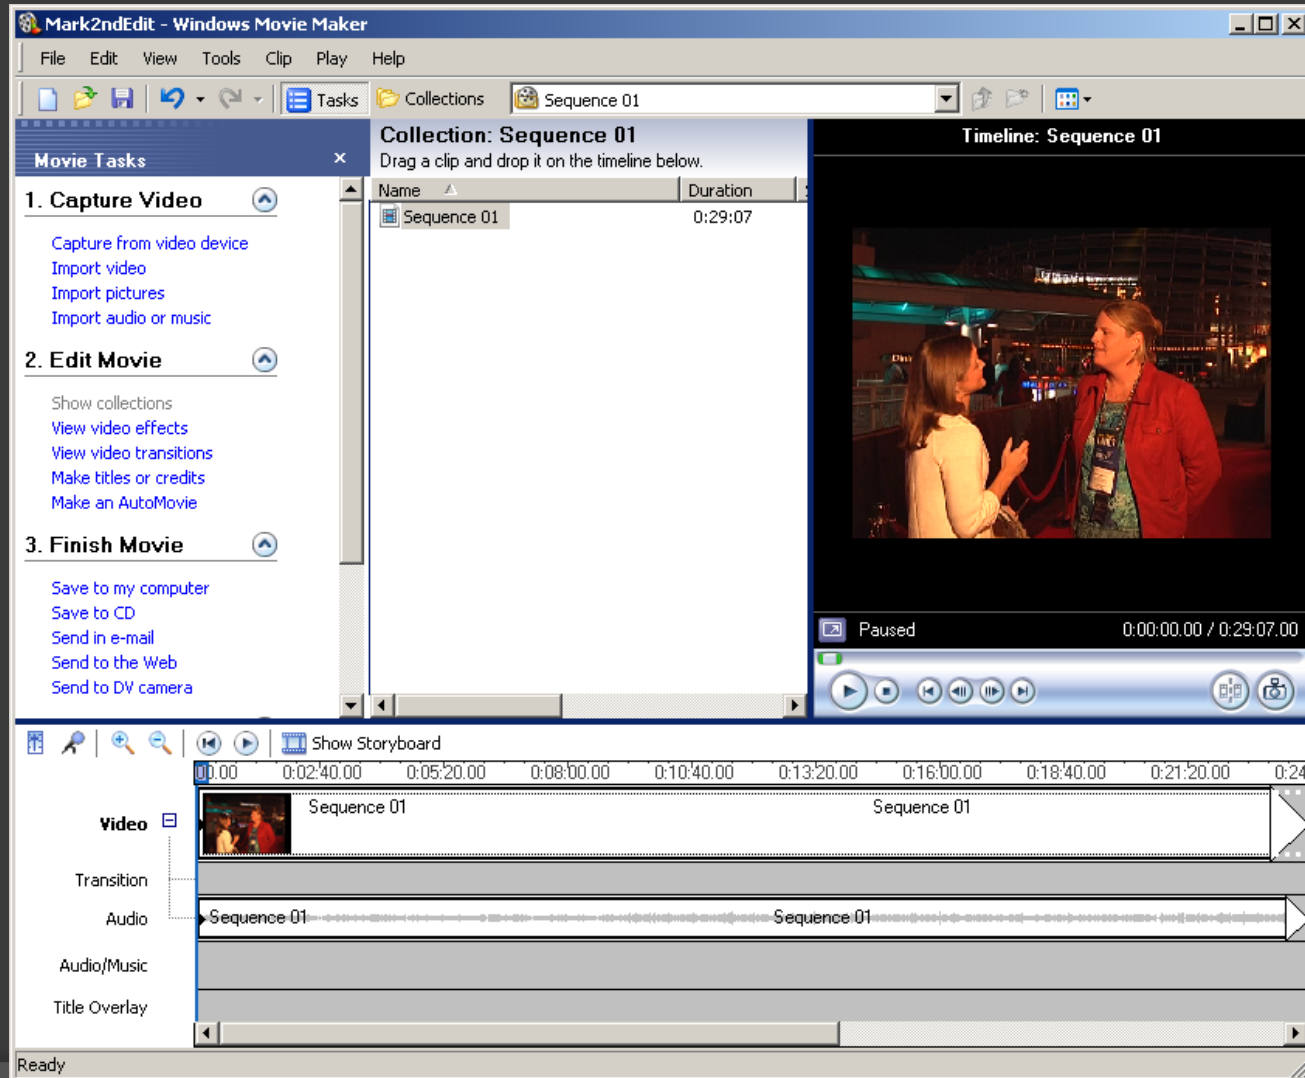 Mark2ndEdit - Windows Movie Maker
File Edit View Tools Clip Play Help
Tasks Collections Sequence 01
Movie Tasks
1. Capture Video
Capture from video device
Import video
Import pictures
Import audio or music
2. Edit Movie
Show collections
View video effects
View video transitions
Make titles or credits
Make an AutoMovie
3. Finish Movie
Save to my computer
Save to CD
Send in e-mail
Send to the Web
Send to DV camera
Collection: Sequence 01
Drag a clip and drop it on the timeline below.
Name Duration
Sequence 01 0:29:07
Timeline: Sequence 01
Paused 0:00:00.00 / 0:29:07.00
Show Storyboard
0:02:40.00 0:05:20.00 0:08:00.00 0:10:40.00 0:13:20.00 0:16:00.00 0:18:40.00 0:21:20.00
Video Sequence 01 Sequence 01
Transition
Audio Sequence 01 Sequence 01
Audio/Music
Title Overlay
Ready